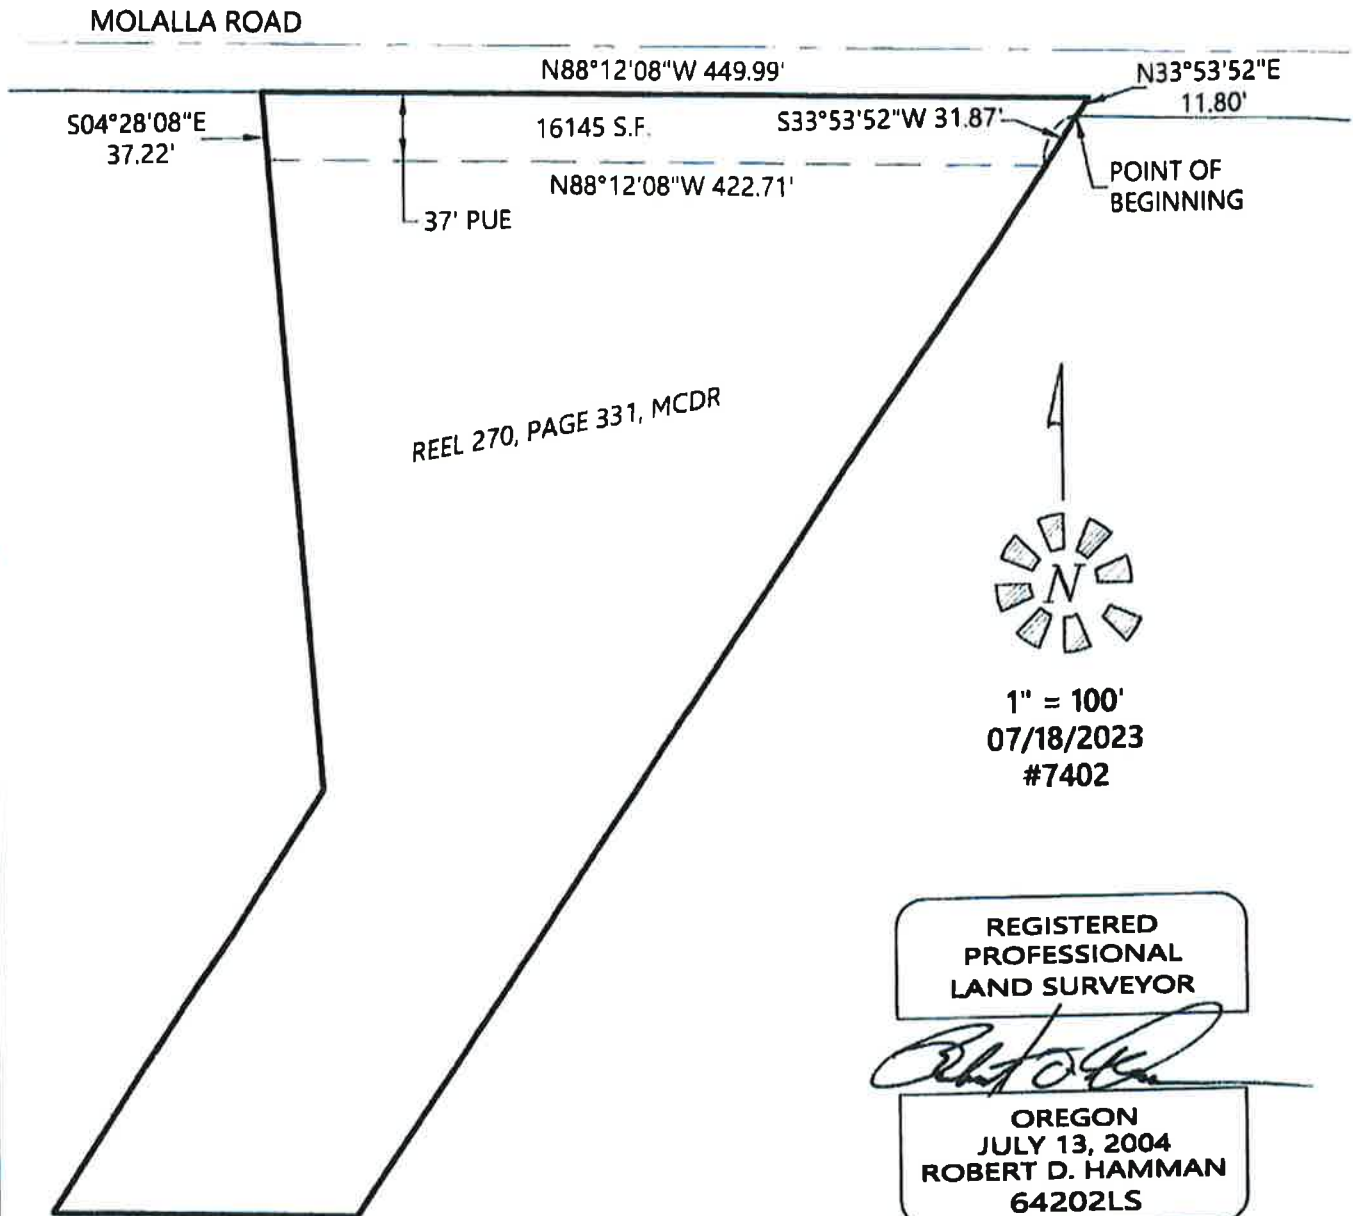 MOLALLA ROAD
N88°12'08"W 449.99'
N33°53'52"E
11.80'
S04°28'08"E
37.22'
16145 S.F.
S33°53'52"W 31.87'
N88°12'08"W 422.71'
POINT OF
BEGINNING
37' PUE
REEL 270, PAGE 331, MCDR
N
1" = 100'
07/18/2023
#7402
REGISTERED
PROFESSIONAL
LAND SURVEYOR
OREGON
JULY 13, 2004
ROBERT D. HAMMAN
64202LS